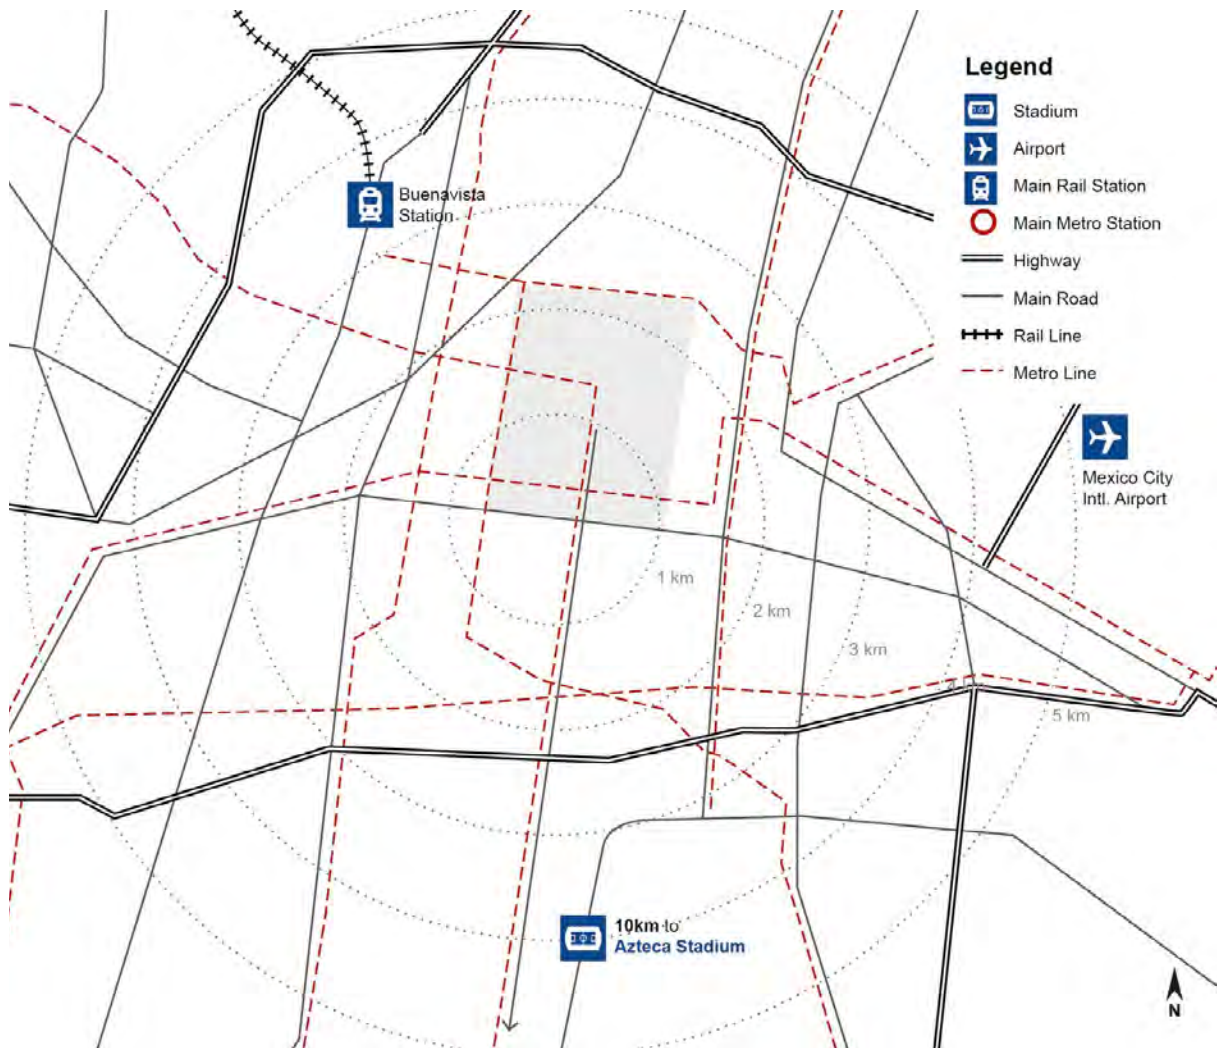 Legend
Stadium
Airport
Main Rail Station
Main Metro Station
Highway
Main Road
Rail Line
Metro Line
Buenavista
Station
Mexico City
Intl. Airport
1 km
2 km
3 km
5 km
10km to
Azteca Stadium
N